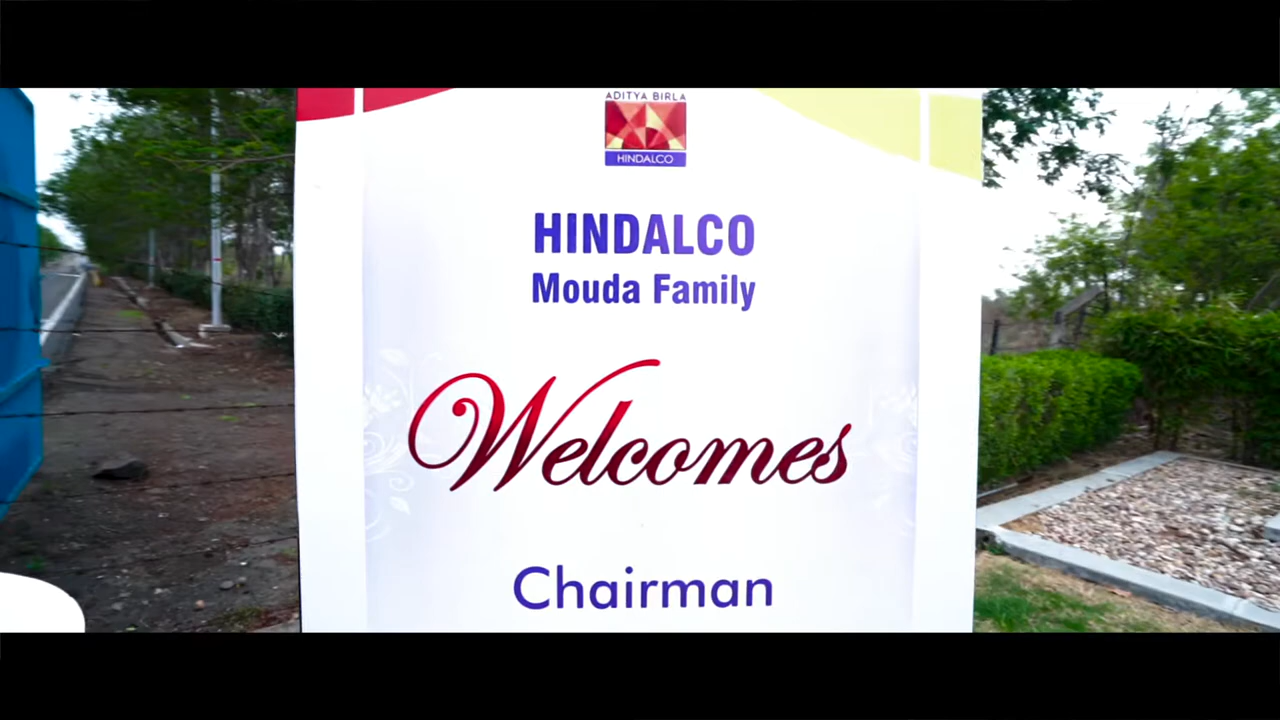 ADITYA BIRLA
HINDALCO
HINDALCO
Mouda Family
Welcomes
Chairman